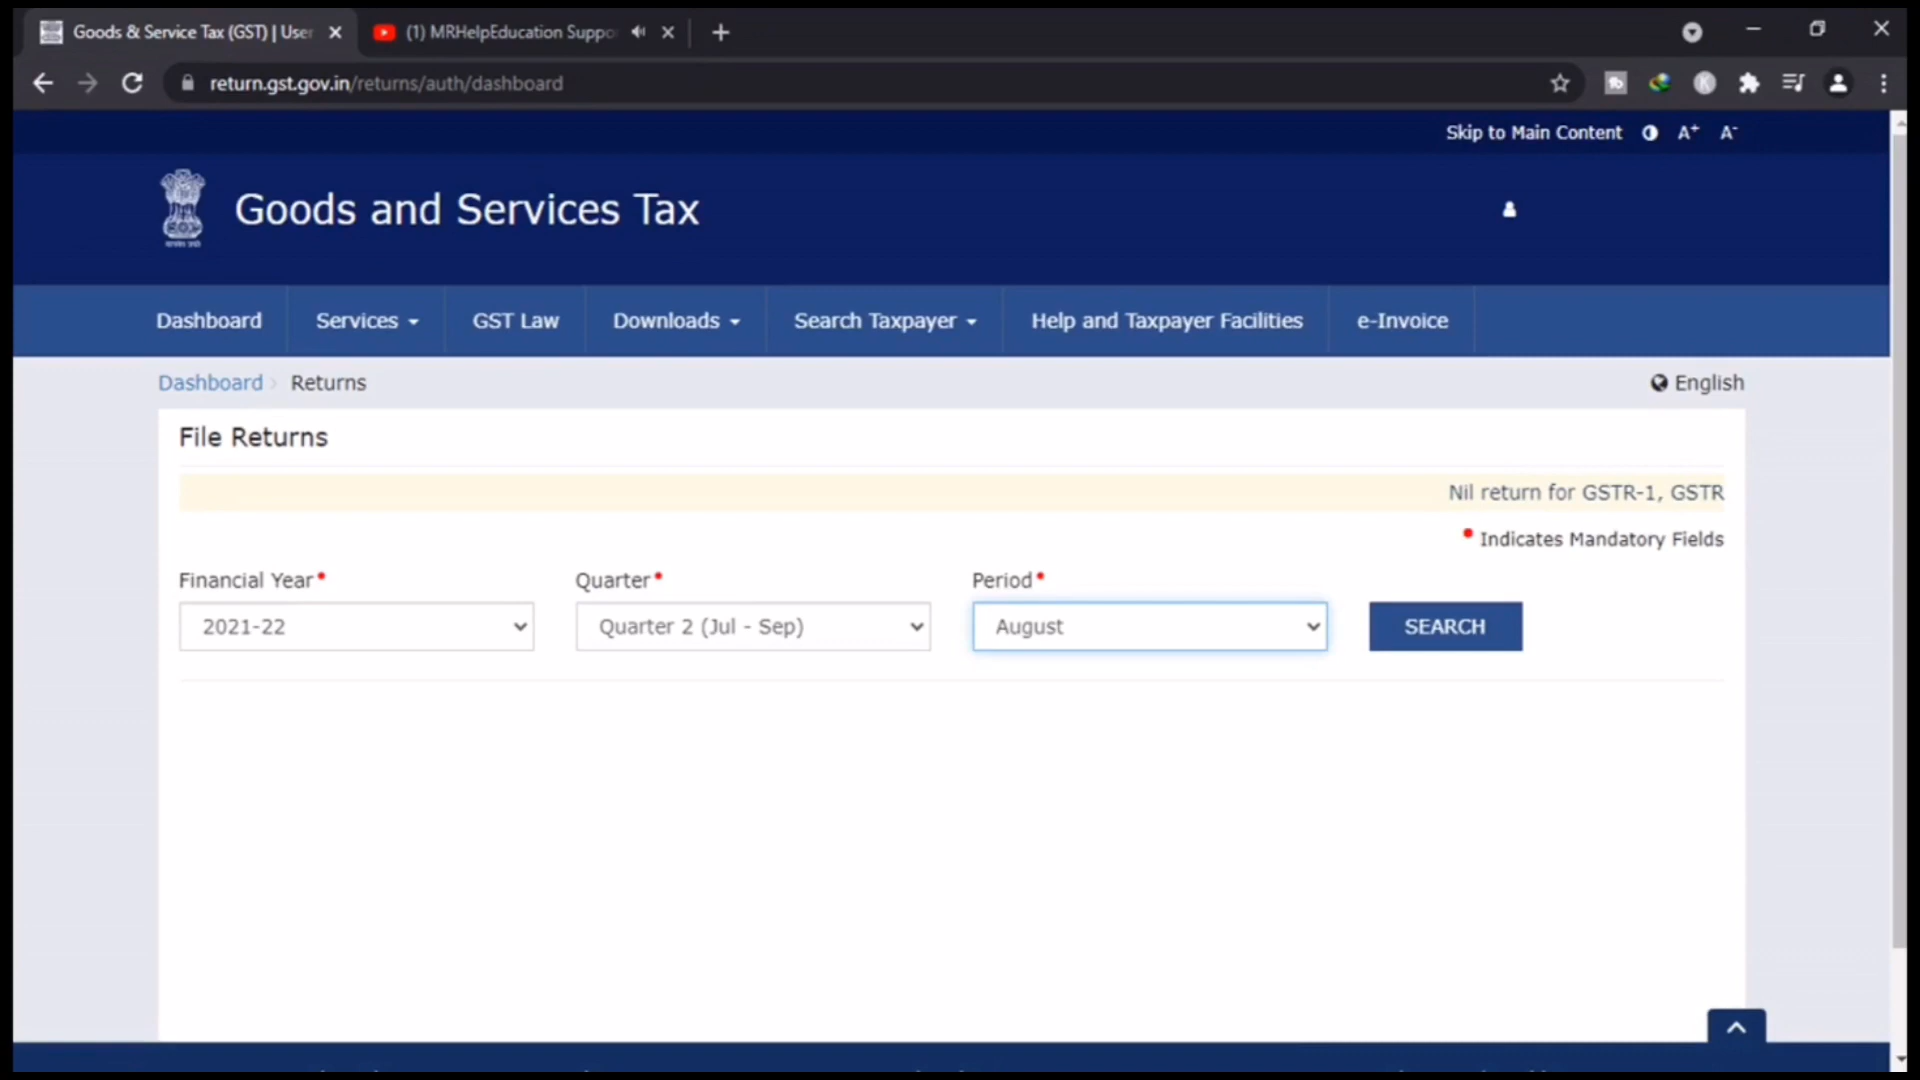 Goods & Service Tax (GST) | User
(1) MRHelpEducation Suppo
return.gst.gov.in/returns/auth/dashboard
Skip to Main Content A+ A-
Goods and Services Tax
Dashboard Services GST Law Downloads Search Taxpayer Help and Taxpayer Facilities e-Invoice
Dashboard > Returns English
File Returns
Nil return for GSTR-1, GSTR
• Indicates Mandatory Fields
Financial Year• Quarter• Period•
2021-22 Quarter 2 (Jul - Sep) August SEARCH